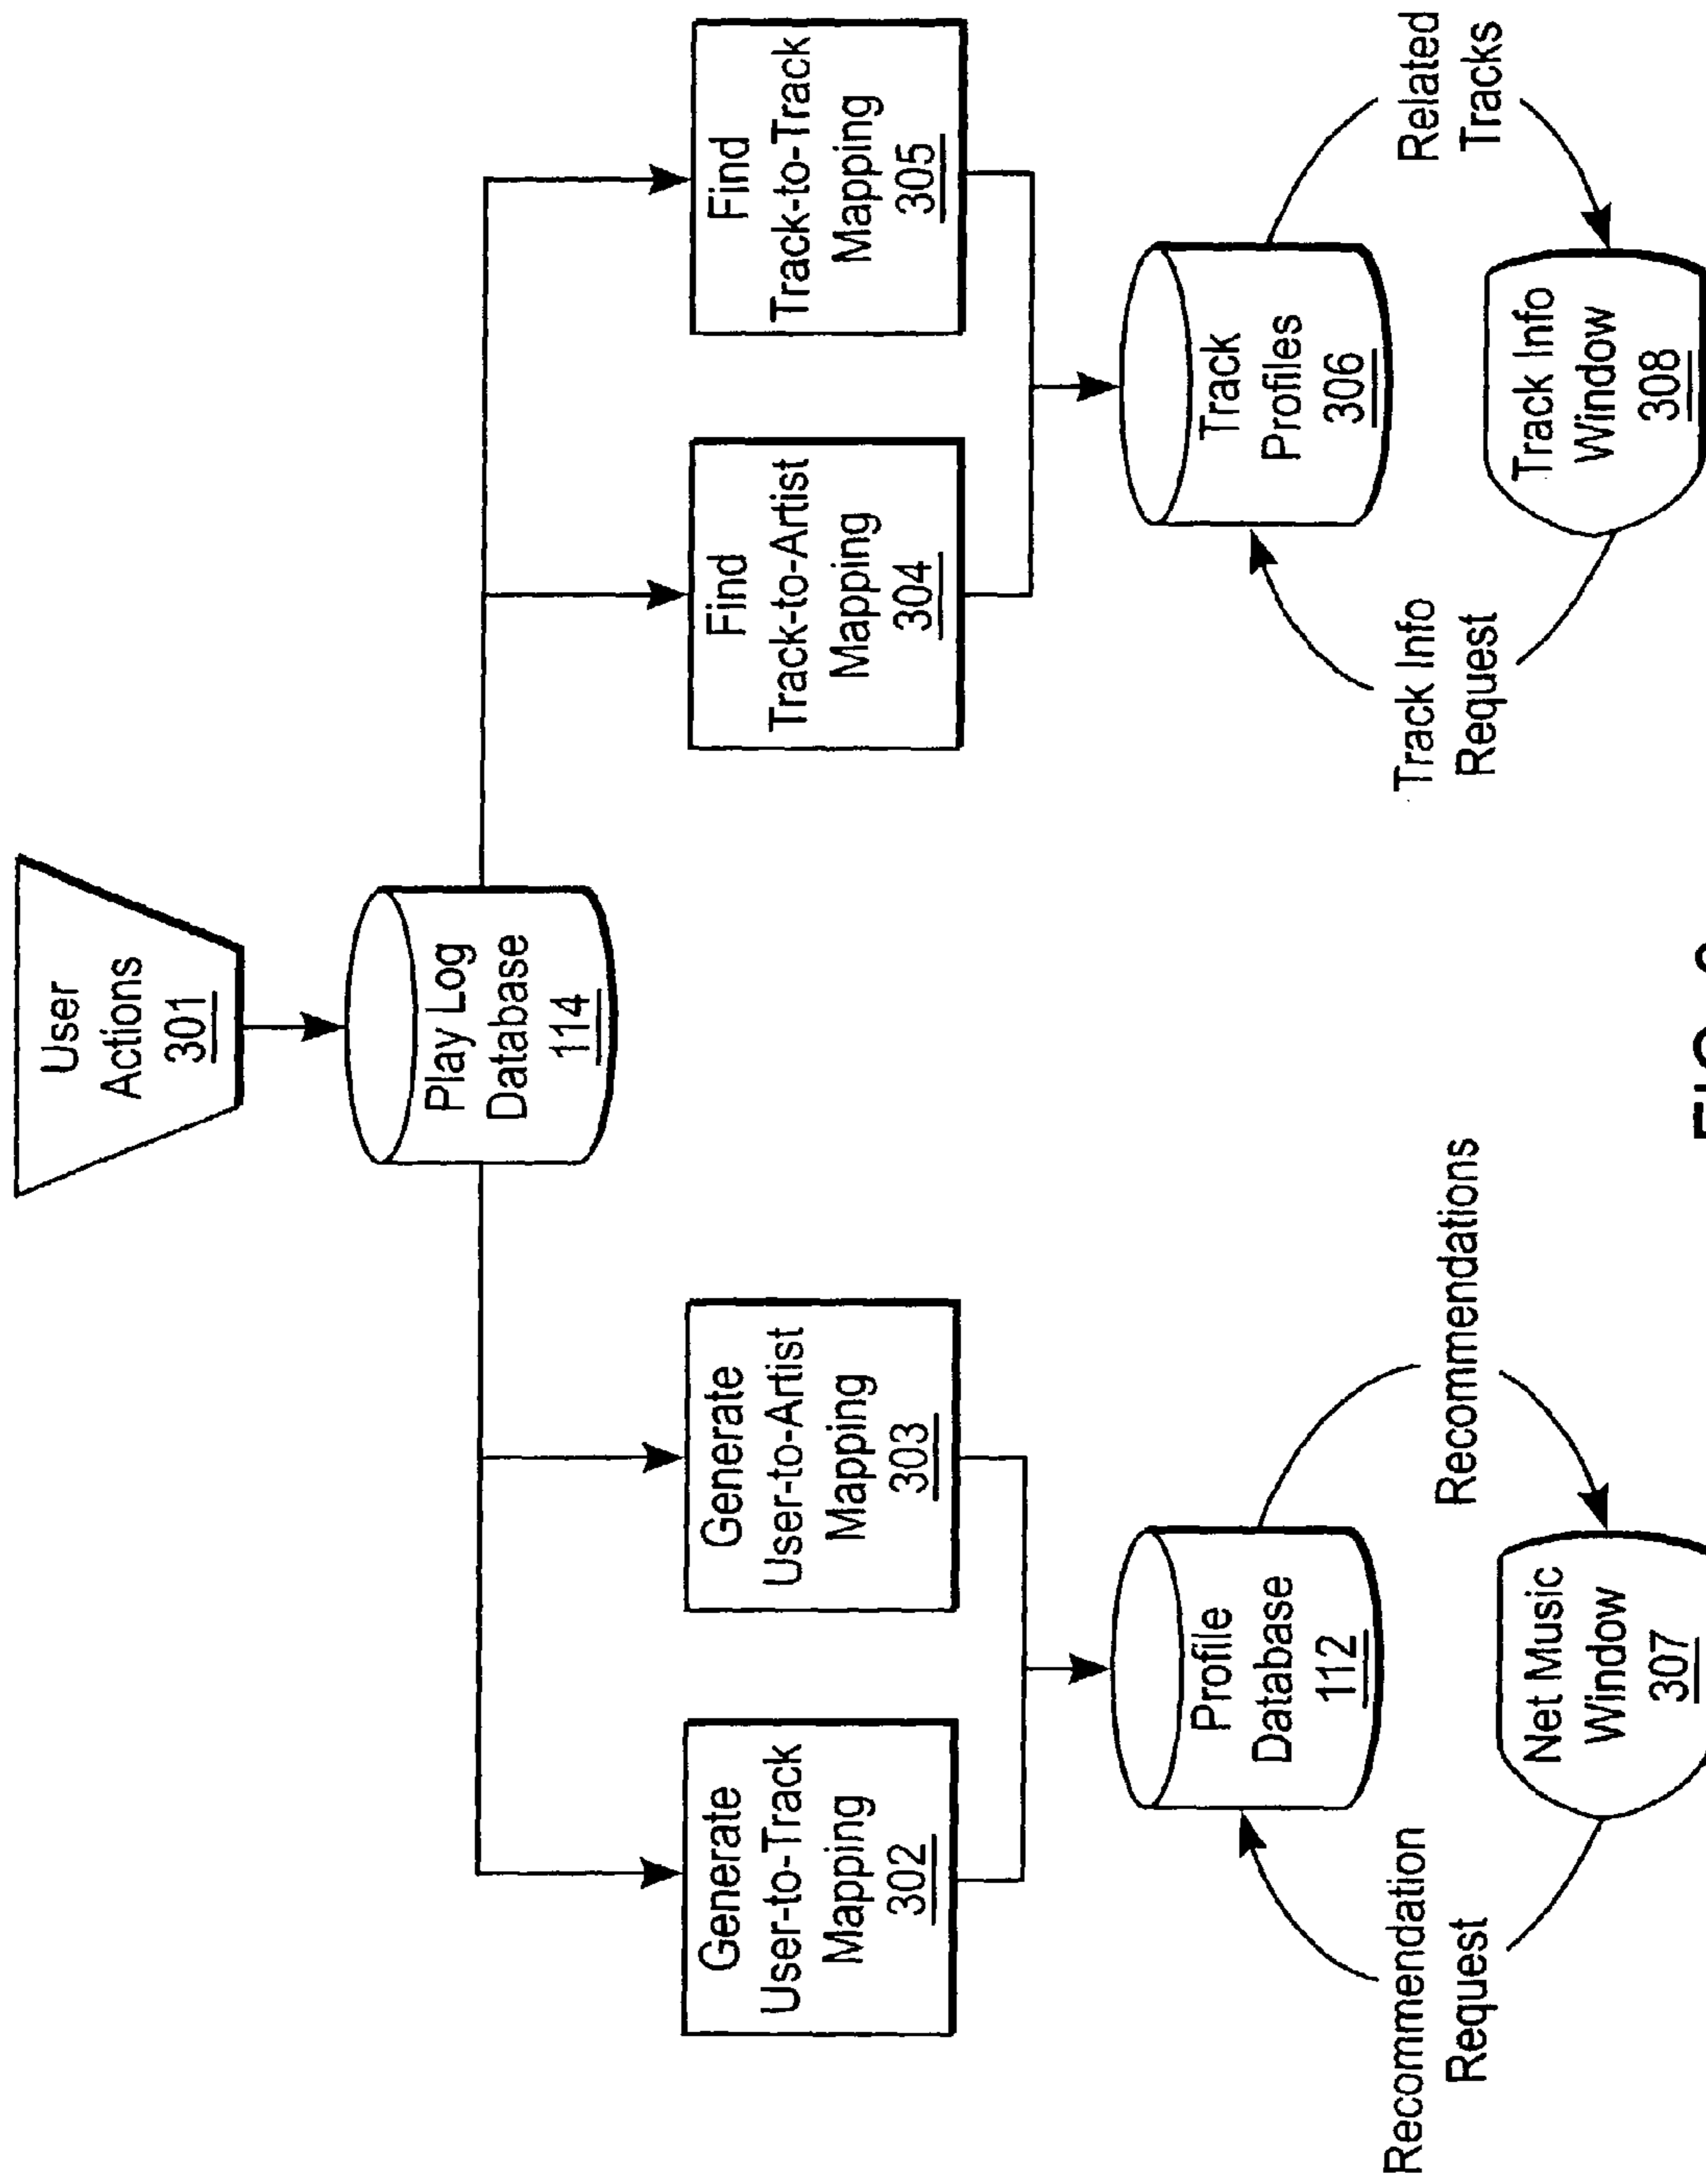 User
Actions
301
Play Log
Database
114
Generate
User-to-Track
Mapping
302
Generate
User-to-Artist
Mapping
303
Find
Track-to-Artist
Mapping
304
Find
Track-to-Track
Mapping
305
Profile
Database
112
Track
Profiles
306
Recommendation
Request
Recommendations
Track Info
Request
Related
Tracks
Net Music
Window
307
Track Info
Window
308